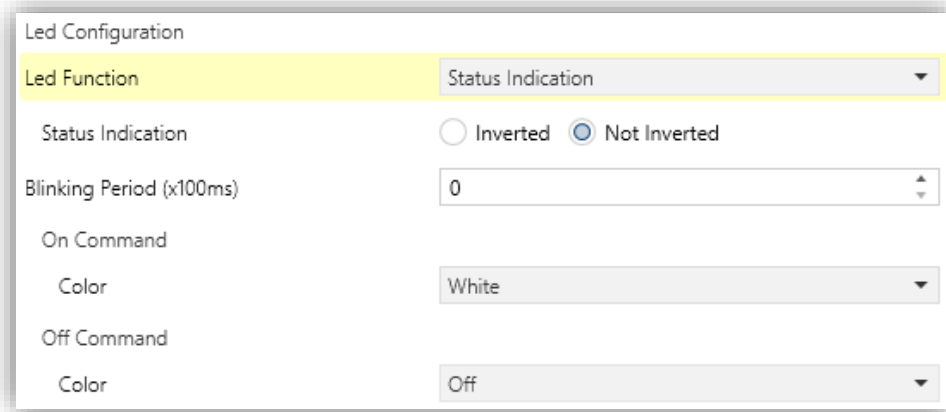 Led Configuration
Led Function Status Indication
Status Indication Inverted Not Inverted
Blinking Period (x100ms) 0
On Command
Color White
Off Command
Color Off